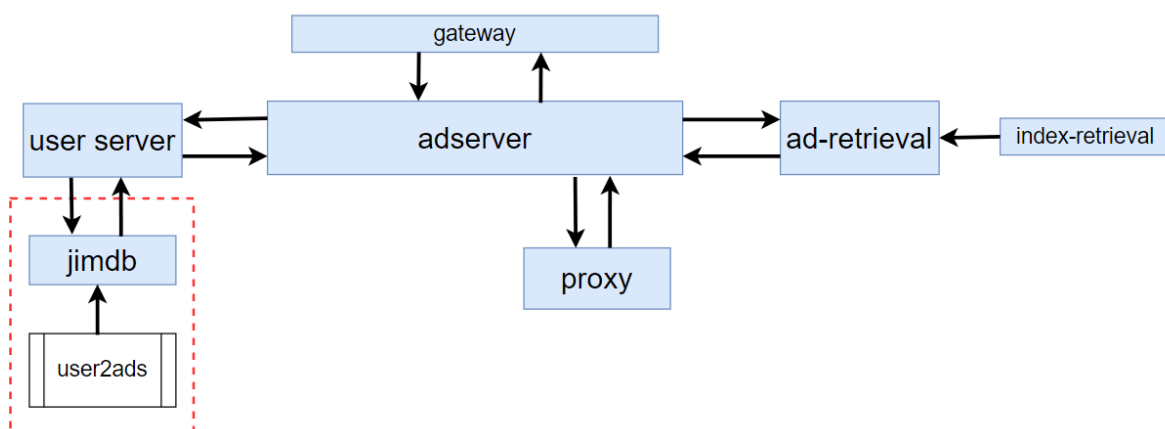 gateway
user server
adserver
ad-retrieval
index-retrieval
jimdb
proxy
user2ads